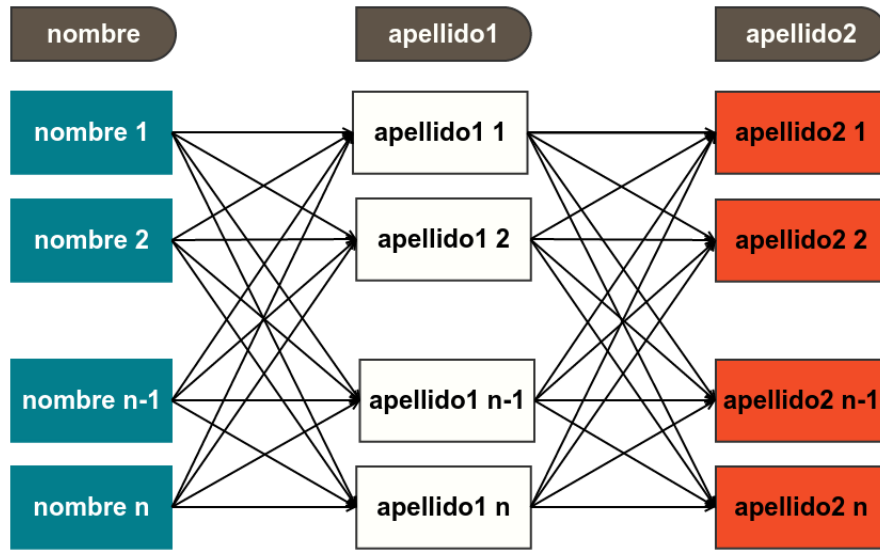 nombre
apellido1
apellido2
nombre 1
apellido1 1
apellido2 1
nombre 2
apellido1 2
apellido2 2
nombre n-1
apellido1 n-1
apellido2 n-1
nombre n
apellido1 n
apellido2 n